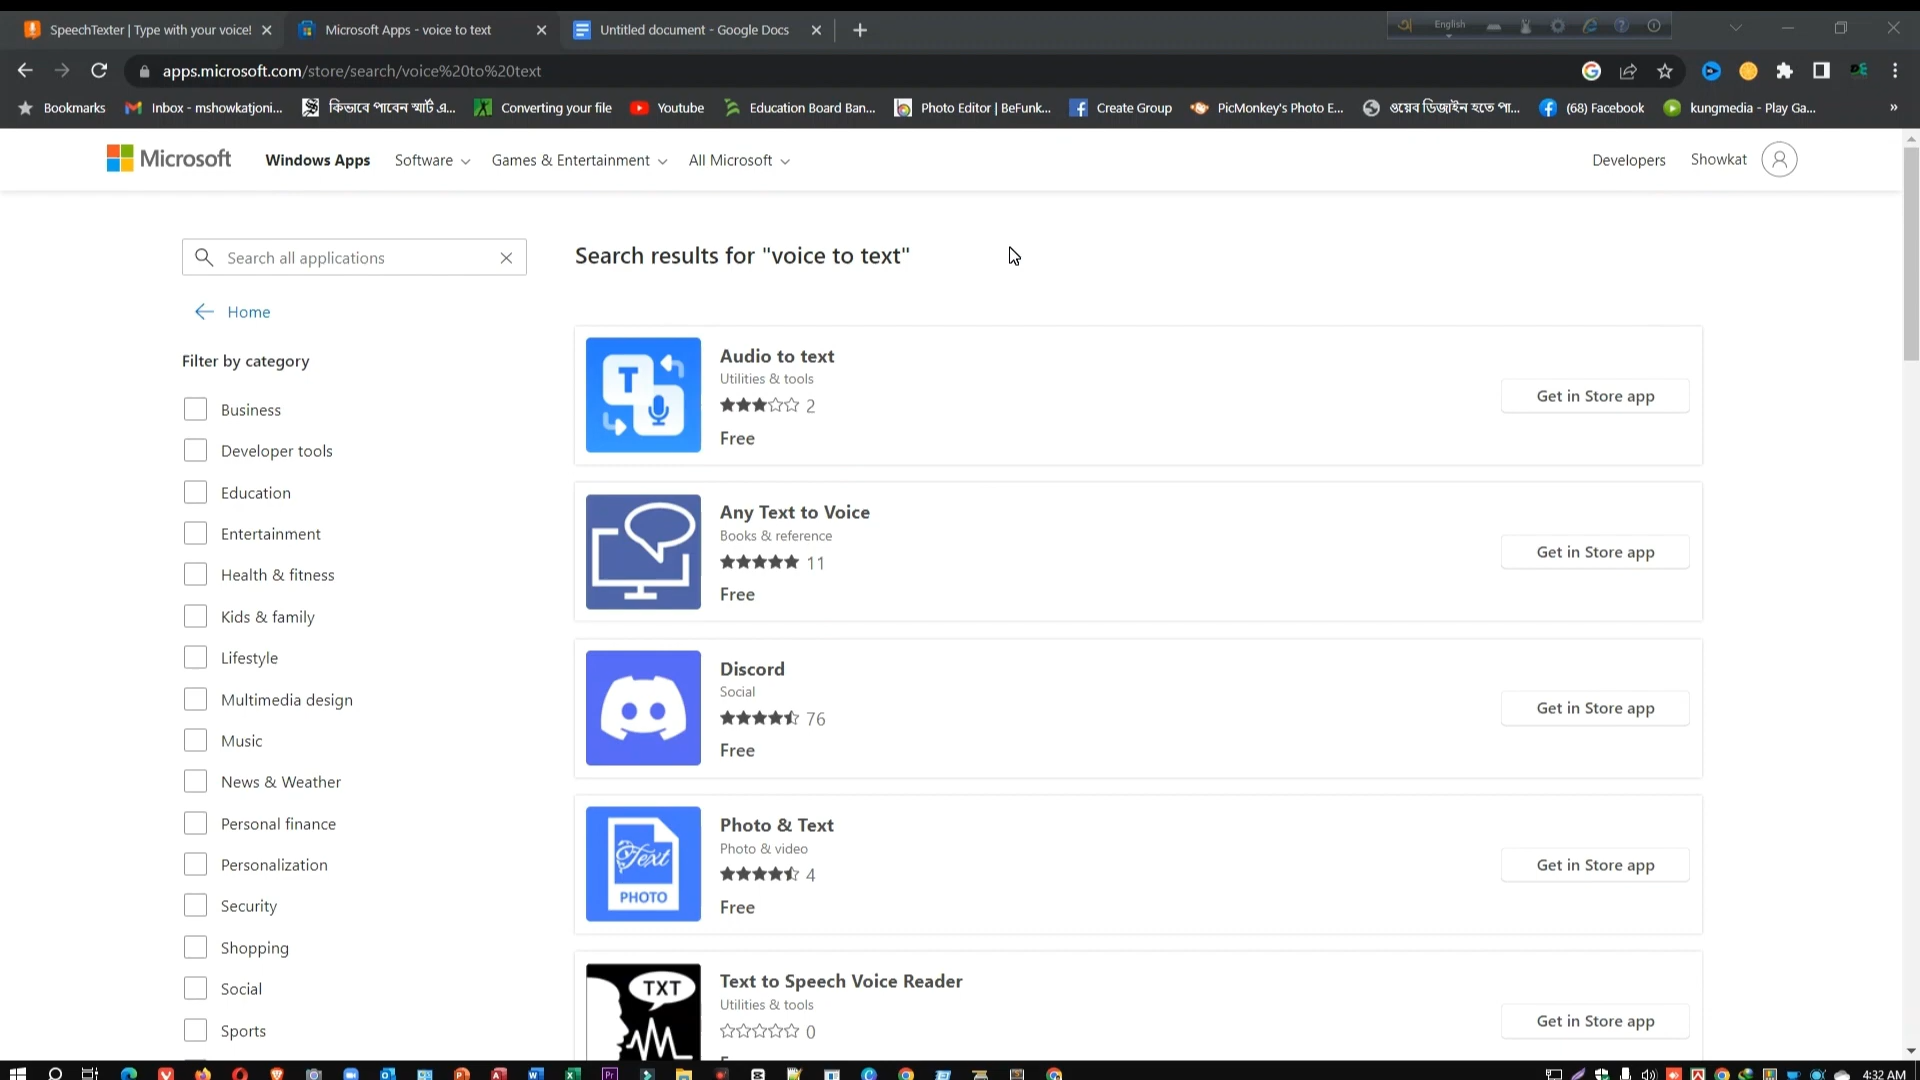 SpeechTexter | Type with your voice!
Microsoft Apps - voice to text
Untitled document - Google Docs
English
apps.microsoft.com/store/search/voice%20to%20text
Bookmarks
Inbox - mshowkatjoni...
কিভাবে পাবেন স্মার্ট এ...
Converting your file
Youtube
Education Board Ban...
Photo Editor | BeFunk...
Create Group
PicMonkey's Photo E...
ওয়েব ডিজাইন হতে পা...
(68) Facebook
kungmedia - Play Ga...
»
Microsoft
Windows Apps
Software
Games & Entertainment
All Microsoft
Developers
Showkat
Search all applications
Home
Filter by category
Business
Developer tools
Education
Entertainment
Health & fitness
Kids & family
Lifestyle
Multimedia design
Music
News & Weather
Personal finance
Personalization
Security
Shopping
Social
Sports
Search results for "voice to text"
Audio to text
Utilities & tools
2
Free
Get in Store app
Any Text to Voice
Books & reference
11
Free
Get in Store app
Discord
Social
76
Free
Get in Store app
Text
PHOTO
Photo & Text
Photo & video
4
Free
Get in Store app
TXT
Text to Speech Voice Reader
Utilities & tools
0
Get in Store app
4:32 AM